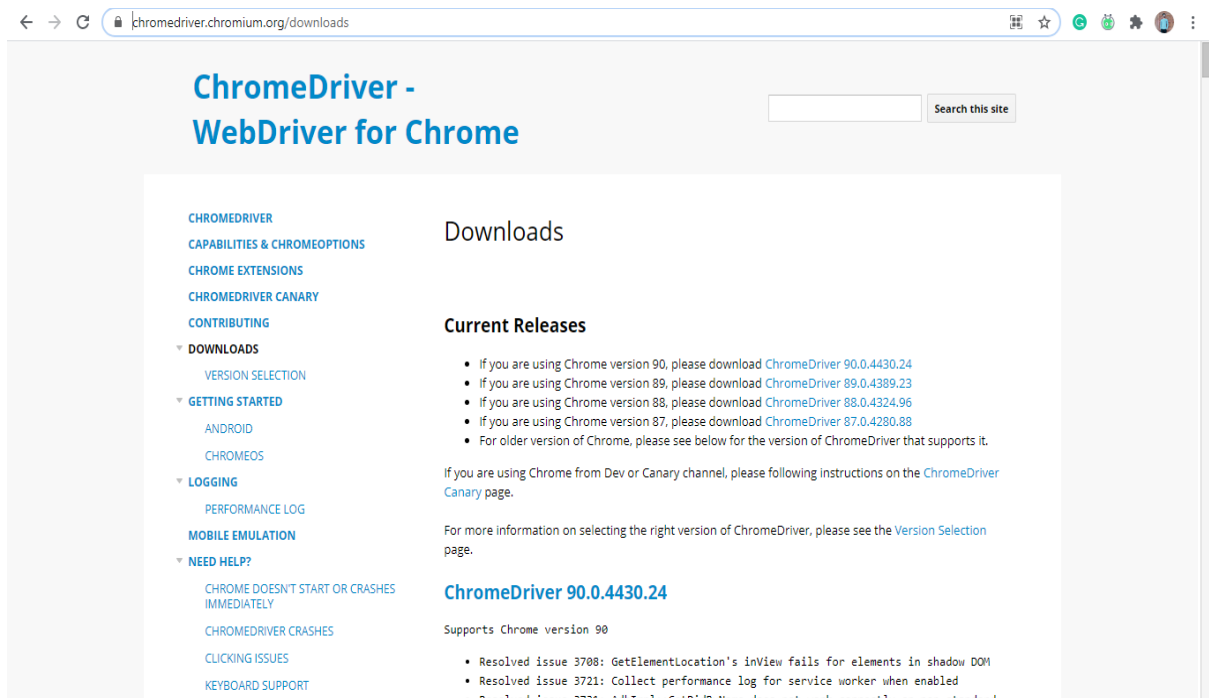 chromedriver.chromium.org/downloads
ChromeDriver -
WebDriver for Chrome
Search this site
CHROMEDRIVER
CAPABILITIES & CHROMEOPTIONS
CHROME EXTENSIONS
CHROMEDRIVER CANARY
CONTRIBUTING
DOWNLOADS
VERSION SELECTION
GETTING STARTED
ANDROID
CHROMEOS
LOGGING
PERFORMANCE LOG
MOBILE EMULATION
NEED HELP?
CHROME DOESN'T START OR CRASHES
IMMEDIATELY
CHROMEDRIVER CRASHES
CLICKING ISSUES
KEYBOARD SUPPORT
Downloads
Current Releases
If you are using Chrome version 90, please download ChromeDriver 90.0.4430.24
If you are using Chrome version 89, please download ChromeDriver 89.0.4389.23
If you are using Chrome version 88, please download ChromeDriver 88.0.4324.96
If you are using Chrome version 87, please download ChromeDriver 87.0.4280.88
For older version of Chrome, please see below for the version of ChromeDriver that supports it.
If you are using Chrome from Dev or Canary channel, please following instructions on the ChromeDriver
Canary page.
For more information on selecting the right version of ChromeDriver, please see the Version Selection
page.
ChromeDriver 90.0.4430.24
Supports Chrome version 90
Resolved issue 3708: GetElementLocation's inView fails for elements in shadow DOM
Resolved issue 3721: Collect performance log for service worker when enabled